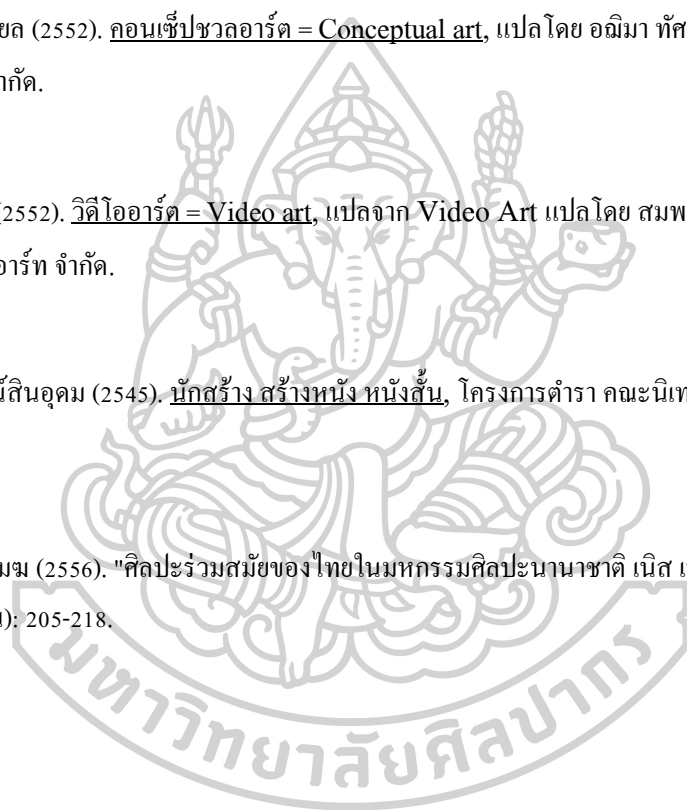 ยล (2552). คอนเซ็ปชวลอาร์ต = Conceptual art, แปลโดย อณิมา ทัศ
ำกัด.
(2552). วิดีโออาร์ต = Video art, แปลจาก Video Art แปลโดย สมพ
อาร์ท จำกัด.
์สินอุดม (2545). นักสร้าง สร้างหนัง หนังสั้น, โครงการตำรา คณะนิเท
มฆ (2556). "ศิลปะร่วมสมัยของไทยในมหกรรมศิลปะนานาชาติ เนิส เ
): 205-218.
มหาวิทยาลัยศิลปากร